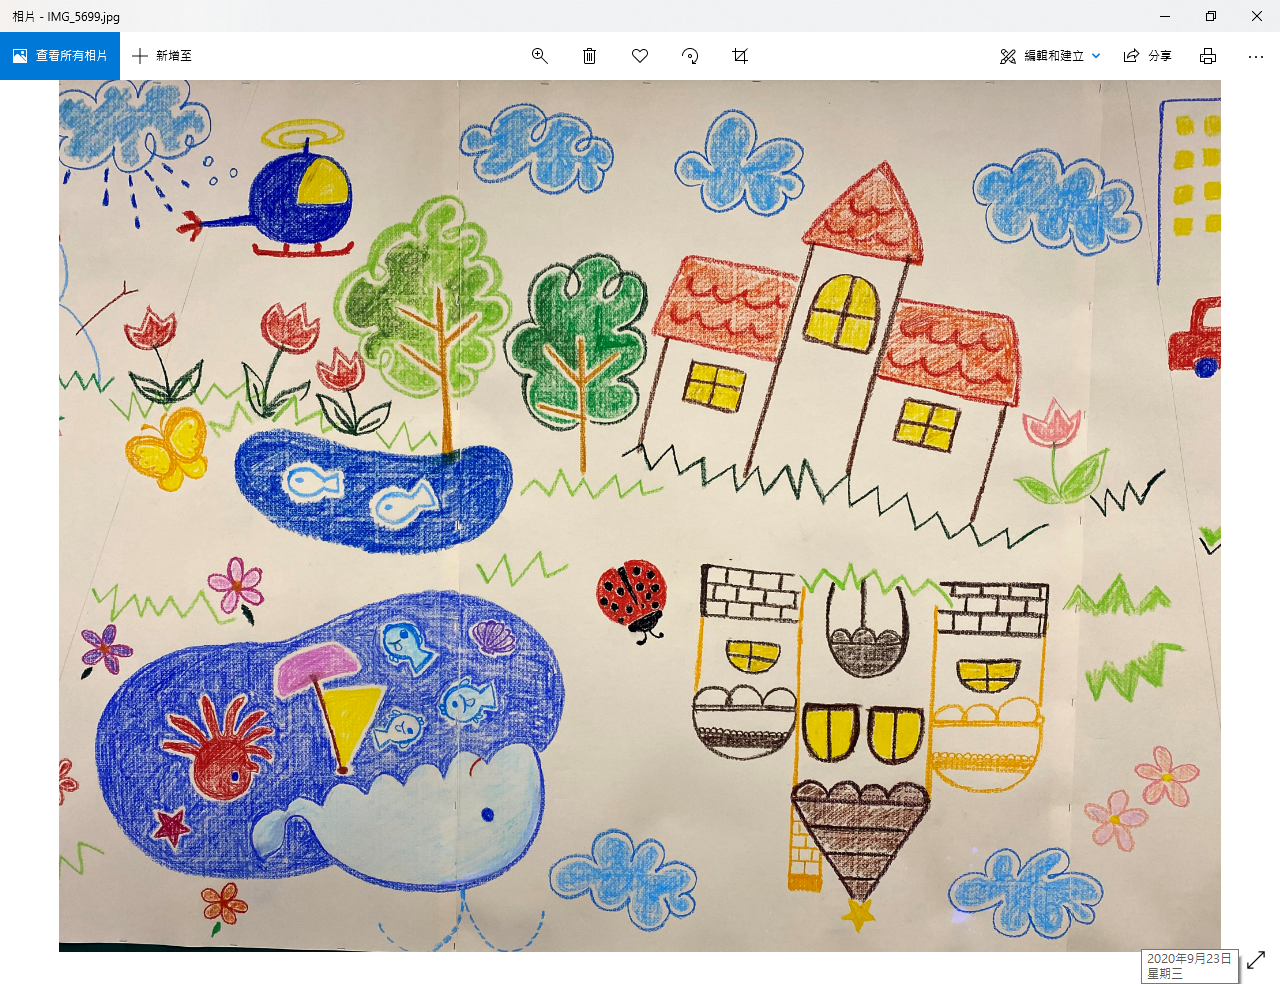 相片 - IMG_5699.jpg
查看所有相片
新增至
編輯和建立
分享
2020年9月23日
星期三